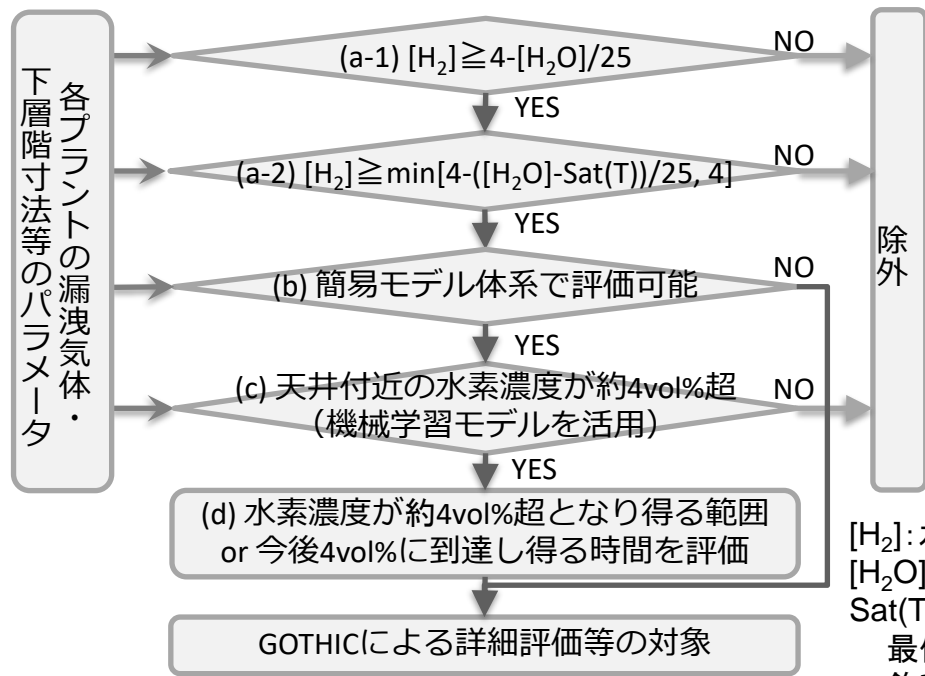 各プラントの漏洩気体・
下層階寸法等のパラメータ
(a-1) [H₂]≧4-[H₂O]/25
NO
YES
(a-2) [H₂]≧min[4-([H₂O]-Sat(T))/25, 4]
NO
YES
除外
(b) 簡易モデル体系で評価可能
NO
YES
(c) 天井付近の水素濃度が約4vol%超
（機械学習モデルを活用）
NO
YES
(d) 水素濃度が約4vol%超となり得る範囲
or 今後4vol%に到達し得る時間を評価
GOTHICによる詳細評価等の対象
[H₂]:
[H₂O]
Sat(T
最